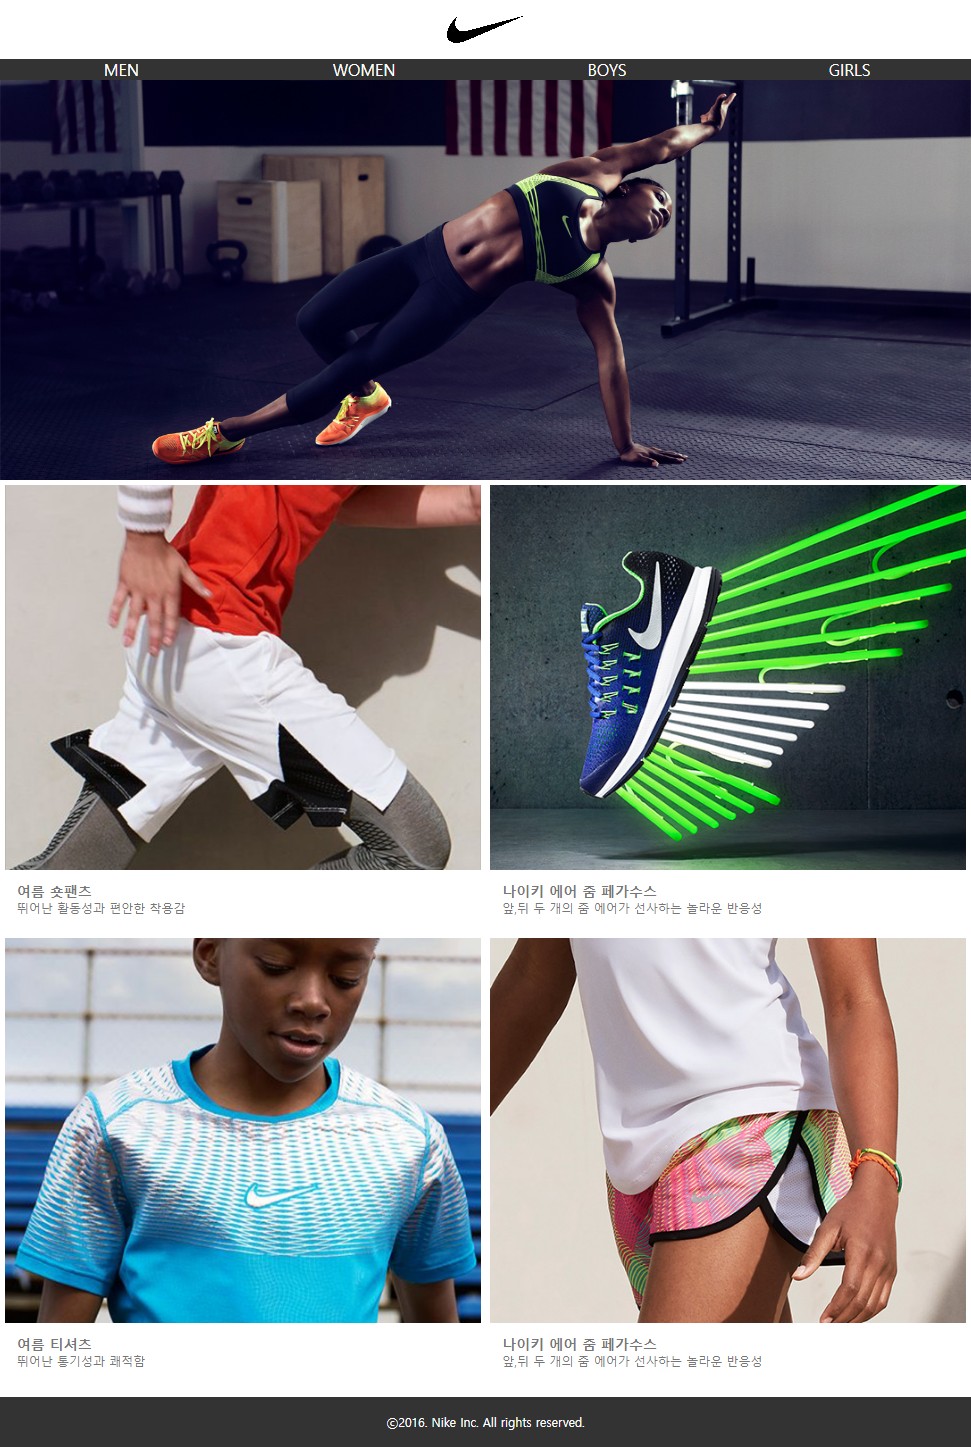 MEN WOMEN BOYS GIRLS
여름 숏팬츠
뛰어난 활동성과 편안한 착용감
나이키 에어 줌 페가수스
앞,뒤 두 개의 줌 에어가 선사하는 놀라운 반응성
여름 티셔츠
뛰어난 통기성과 쾌적함
나이키 에어 줌 페가수스
앞,뒤 두 개의 줌 에어가 선사하는 놀라운 반응성
©2016. Nike Inc. All rights reserved.